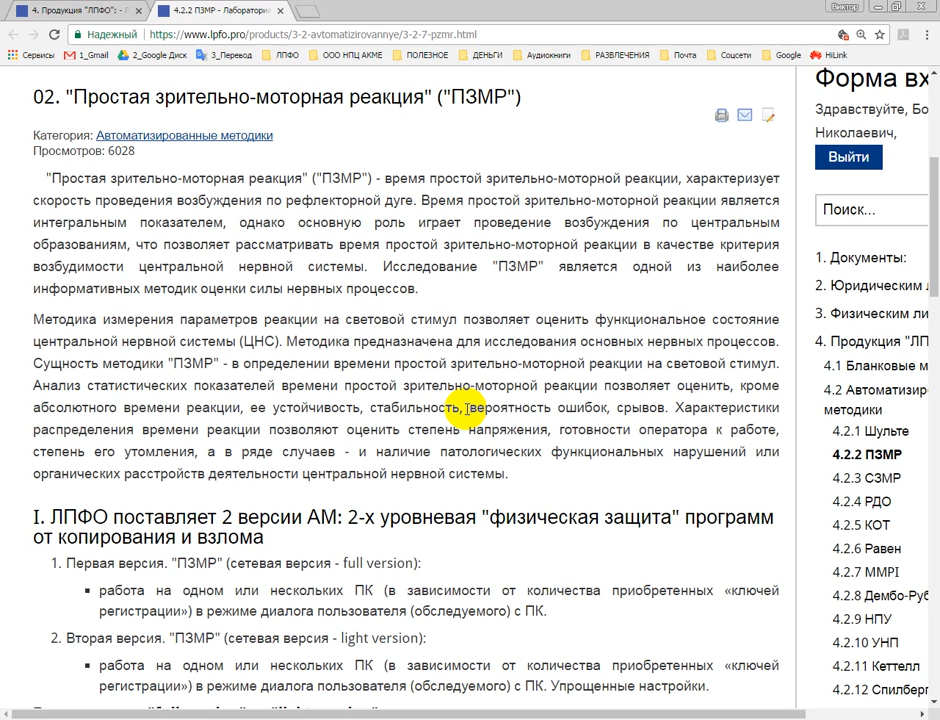 4. Продукция "ЛПФО": - Л
4.2.2 ПЗМР - Лаборатори
Виктор
Надежный
https://www.lpfo.pro/products/3-2-avtomatizirovannye/3-2-7-pzmr.html
Сервисы 1_Gmail 2_Google Диск 3_Перевод ЛПФО ООО НПЦ АКМЕ ПОЛЕЗНОЕ ДЕНЬГИ Аудиокниги РАЗВЛЕЧЕНИЯ Почта Соцсети Google HiLink
02. "Простая зрительно-моторная реакция" ("ПЗМР")
Категория: Автоматизированные методики
Просмотров: 6028
"Простая зрительно-моторная реакция" ("ПЗМР") - время простой зрительно-моторной реакции, характеризует
скорость проведения возбуждения по рефлекторной дуге. Время простой зрительно-моторной реакции является
интегральным показателем, однако основную роль играет проведение возбуждения по центральным
образованиям, что позволяет рассматривать время простой зрительно-моторной реакции в качестве критерия
возбудимости центральной нервной системы. Исследование "ПЗМР" является одной из наиболее
информативных методик оценки силы нервных процессов.
Методика измерения параметров реакции на световой стимул позволяет оценить функциональное состояние
центральной нервной системы (ЦНС). Методика предназначена для исследования основных нервных процессов.
Сущность методики "ПЗМР" - в определении времени простой зрительно-моторной реакции на световой стимул.
Анализ статистических показателей времени простой зрительно-моторной реакции позволяет оценить, кроме
абсолютного времени реакции, ее устойчивость, стабильность, вероятность ошибок, срывов. Характеристики
распределения времени реакции позволяют оценить степень напряжения, готовности оператора к работе,
степень его утомления, а в ряде случаев - и наличие патологических функциональных нарушений или
органических расстройств деятельности центральной нервной системы.
I. ЛПФО поставляет 2 версии АМ: 2-х уровневая "физическая защита" программ
от копирования и взлома
1. Первая версия. "ПЗМР" (сетевая версия - full version):
▪ работа на одном или нескольких ПК (в зависимости от количества приобретенных «ключей
регистрации») в режиме диалога пользователя (обследуемого) с ПК.
2. Вторая версия. "ПЗМР" (сетевая версия - light version):
▪ работа на одном или нескольких ПК (в зависимости от количества приобретенных «ключей
регистрации») в режиме диалога пользователя (обследуемого) с ПК. Упрощенные настройки.
Форма вх
Здравствуйте, Бо
Николаевич,
Выйти
Поиск...
1. Документы:
2. Юридическим л
3. Физическим ли
4. Продукция "ЛП
4.1 Бланковые м
4.2 Автоматизир
методики
4.2.1 Шульте
4.2.2 ПЗМР
4.2.3 СЗМР
4.2.4 РДО
4.2.5 КОТ
4.2.6 Равен
4.2.7 MMPI
4.2.8 Дембо-Руб
4.2.9 НПУ
4.2.10 УНП
4.2.11 Кеттелл
4.2.12 Спилберг